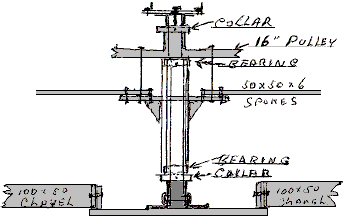 COLLAR
16" PULLEY
BEARING
50x50x6
SPOKES
BEARING
COLLAR
100x50
Channel
100x50
Channel